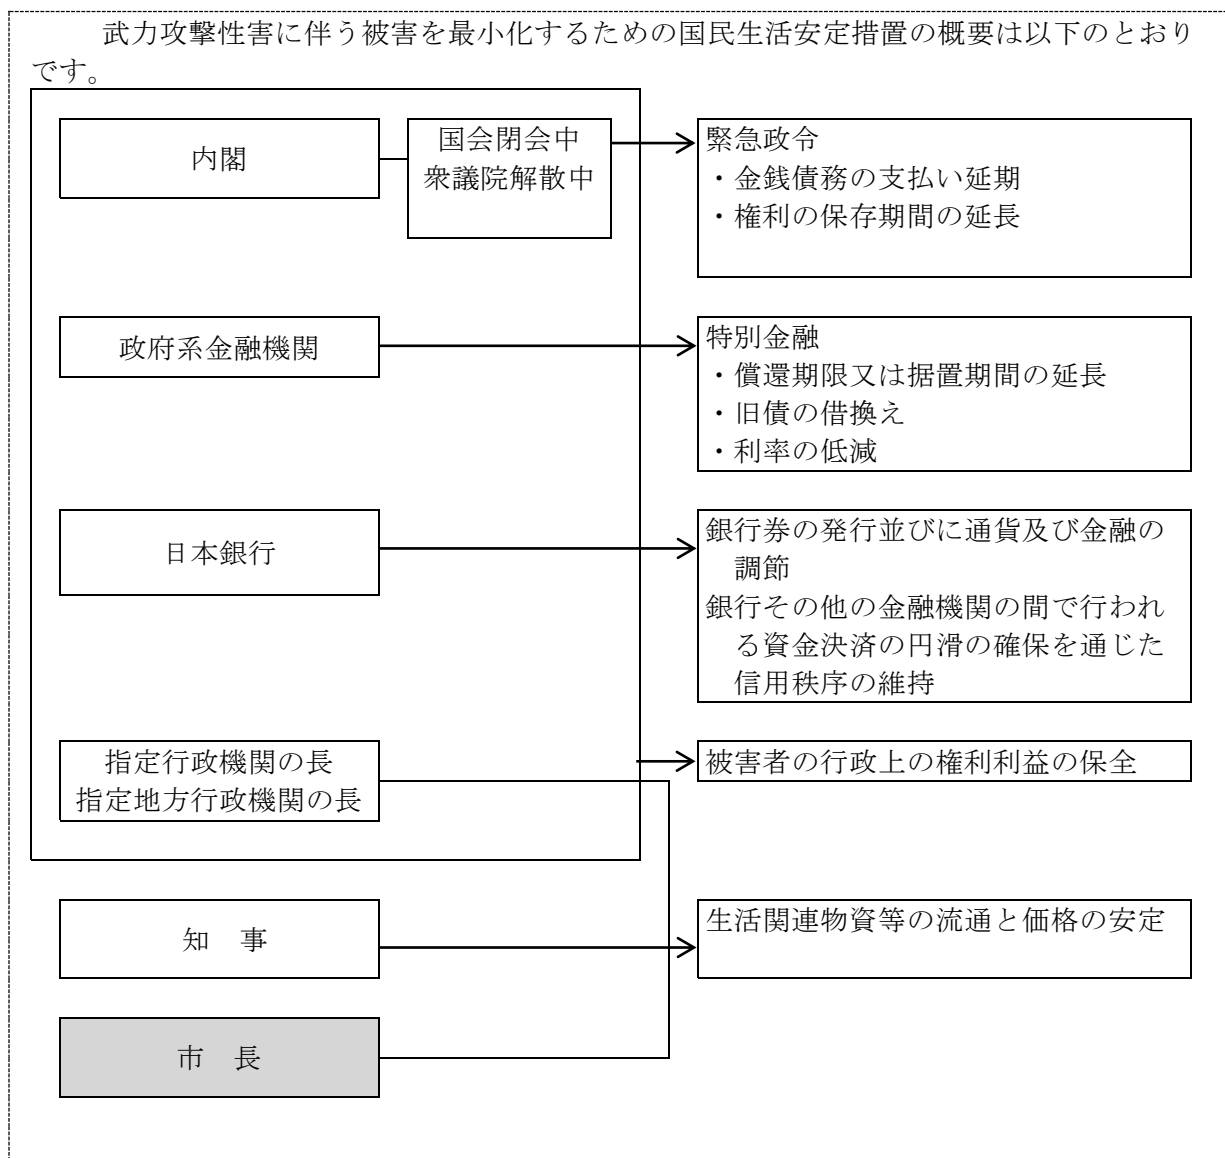 武力攻撃性害に伴う被害を最小化するための国民生活安定措置の概要は以下のとおり
です。
内閣
国会閉会中
衆議院解散中
緊急政令
・金銭債務の支払い延期
・権利の保存期間の延長
政府系金融機関
特別金融
・償還期限又は据置期間の延長
・旧債の借換え
・利率の低減
日本銀行
銀行券の発行並びに通貨及び金融の
調節
銀行その他の金融機関の間で行われ
る資金決済の円滑の確保を通じた
信用秩序の維持
指定行政機関の長
指定地方行政機関の長
被害者の行政上の権利利益の保全
知　事
生活関連物資等の流通と価格の安定
市　長